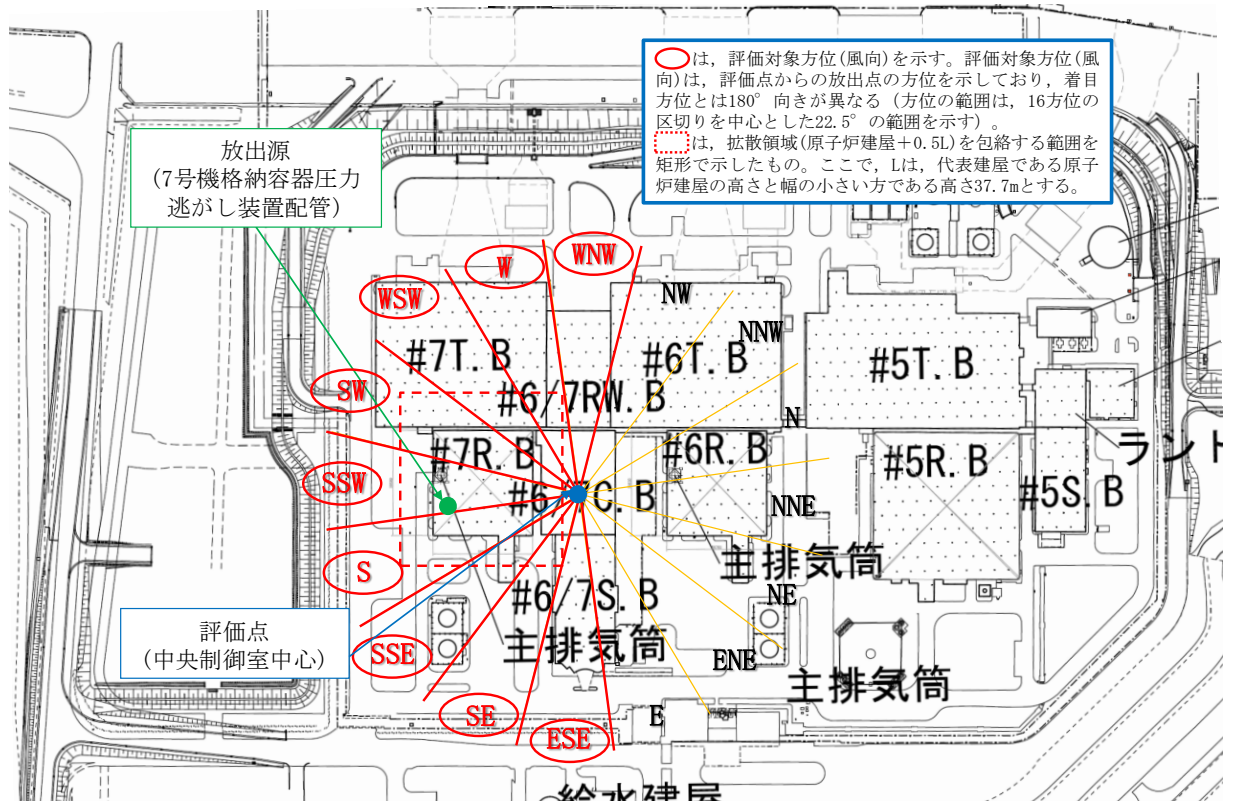 ○は，評価対象方位(風向)を示す。評価対象方位(風
向)は，評価点からの放出点の方位を示しており，着目
方位とは180°向きが異なる（方位の範囲は，16方位の
区切りを中心とした22.5°の範囲を示す）。
は，拡散領域(原子炉建屋＋0.5L)を包絡する範囲を
矩形で示したもの。ここで，Lは，代表建屋である原子
炉建屋の高さと幅の小さい方である高さ37.7mとする。
放出源
（7号機格納容器圧力
逃がし装置配管）
WNW
W
WSW
NW
NNW
#7T.B
#6T.B
#5T.B
#6/7RW.B
SW
N
#7R.B
#6R.B
#5R.B
ランド
SSW
#6/7C.B
#5S.B
NNE
主排気筒
S
#6/7S.B
NE
評価点
（中央制御室中心）
SSE
主排気筒
ENE
主排気筒
SE
E
ESE
給水建屋